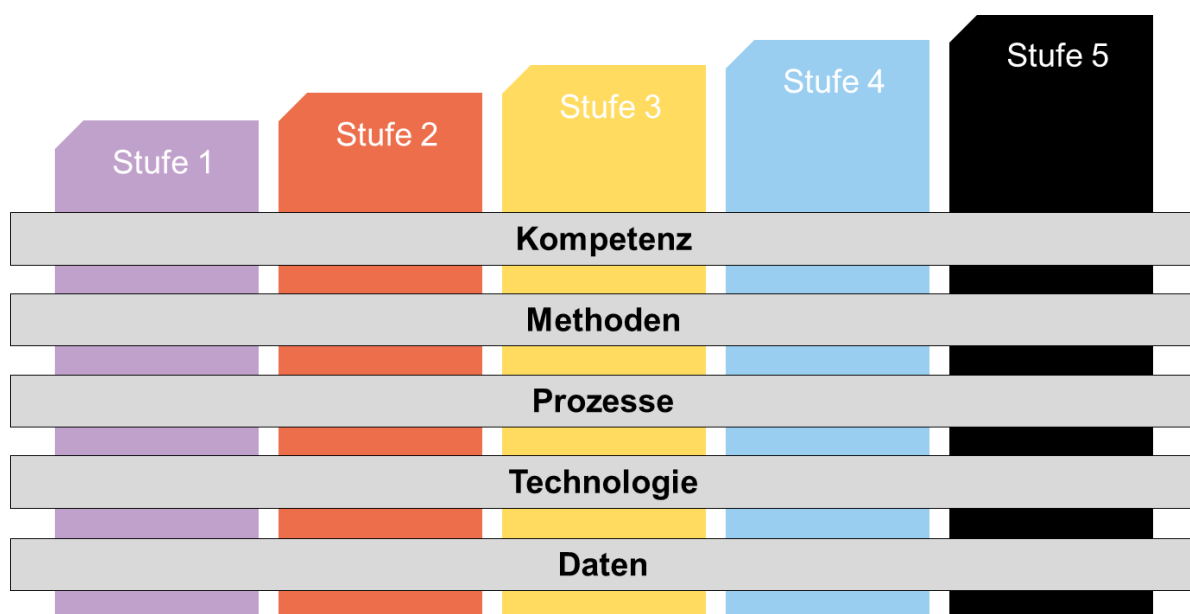 Stufe 1
Stufe 2
Stufe 3
Stufe 4
Stufe 5
Kompetenz
Methoden
Prozesse
Technologie
Daten